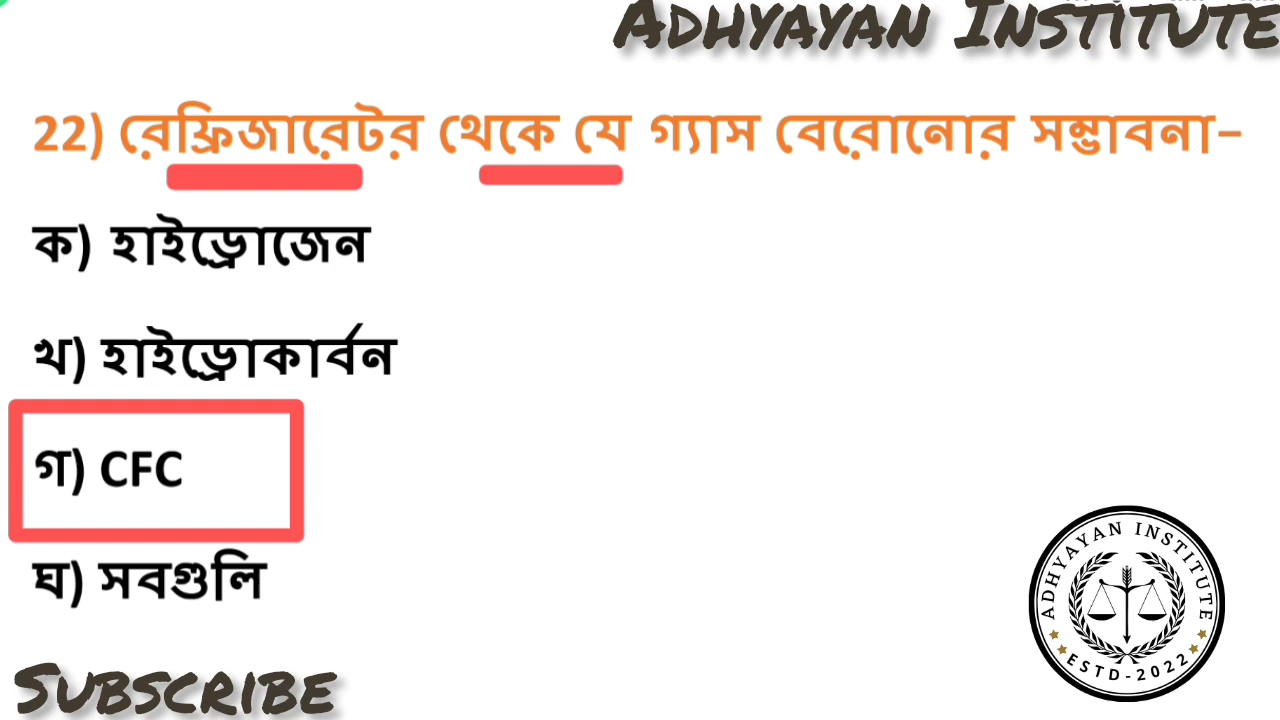 ADHYAYAN INSTITUTE
22) রেফ্রিজারেটর থেকে যে গ্যাস বেরোনোর সম্ভাবনা–
ক) হাইড্রোজেন
খ) হাইড্রোকার্বন
গ) CFC
ঘ) সবগুলি
ADHYAYAN INSTITUTE
ESTD-2022
SUBSCRIBE